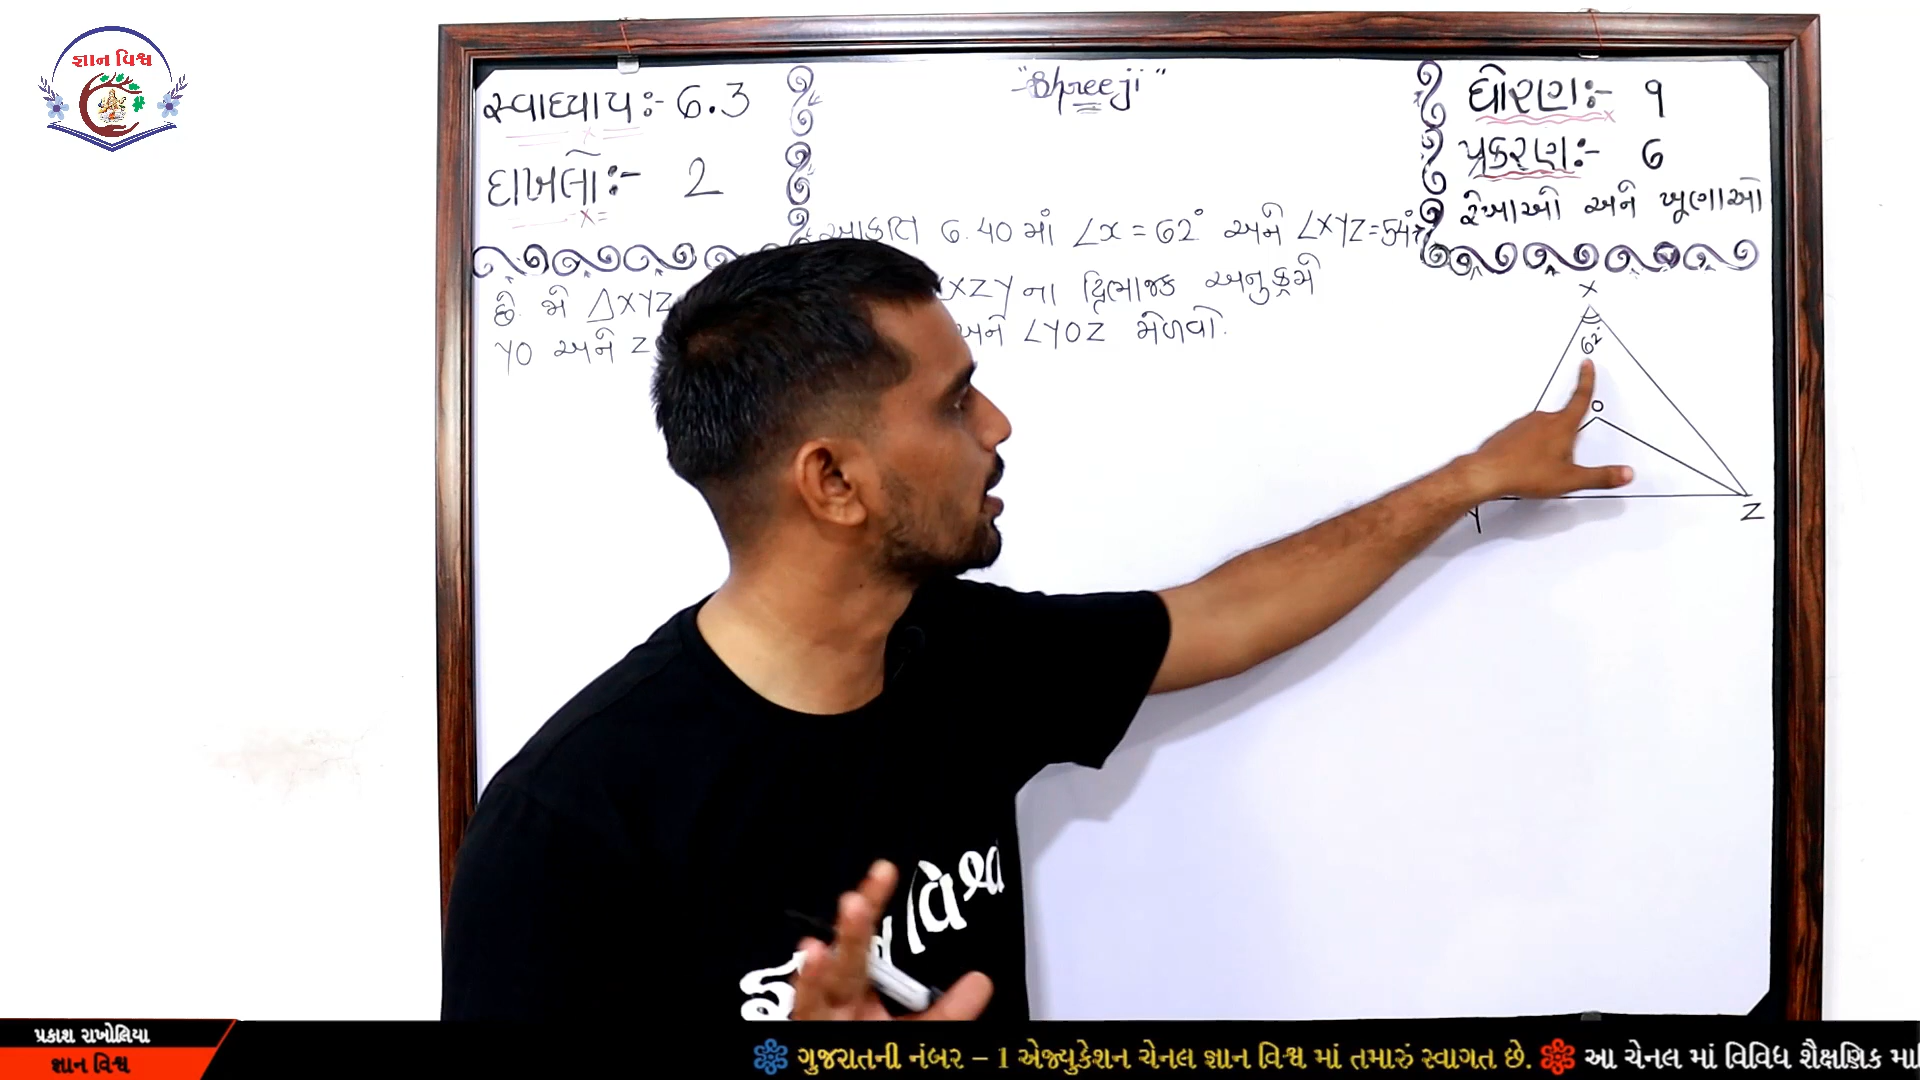 જ્ઞાન વિશ્વ
સ્વાધ્યાય:- 6.3
દાખલો:- 2
"Shreeji"
ધોરણ:- ૧
પ્રકરણ:- 6
રેખાઓ અને ખૂણાઓ
આકૃતિ 6.40 માં ∠x = 62° અને ∠XYZ = 54°
છે. જો △XYZ XZY ના દ્વિભાજક અનુક્રમે
YO અને Z અને ∠YOZ મેળવો.
X
62°
O
Y
Z
વિશ્વ
પ્રકાશ રાખોલિયા
જ્ઞાન વિશ્વ
ગુજરાતની નંબર – 1 એજ્યુકેશન ચેનલ જ્ઞાન વિશ્વ માં તમારું સ્વાગત છે. આ ચેનલ માં વિવિધ શૈક્ષણિક